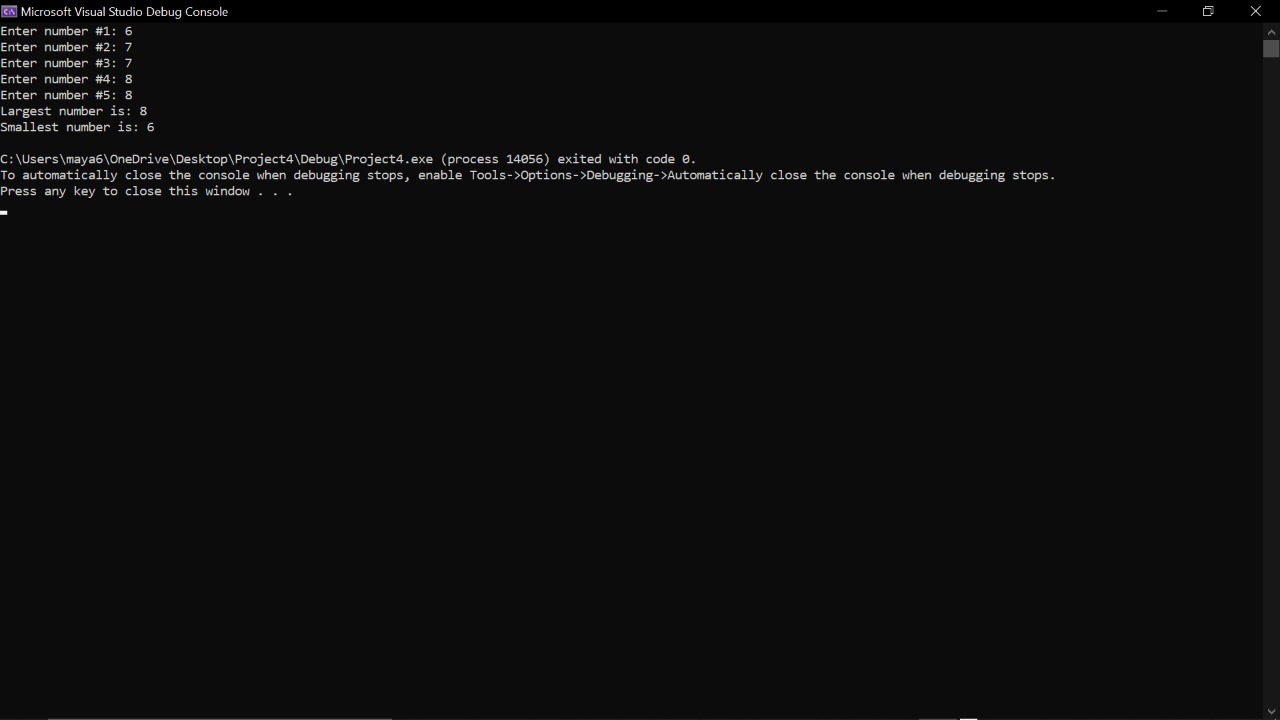 Microsoft Visual Studio Debug Console
Enter number #1: 6
Enter number #2: 7
Enter number #3: 7
Enter number #4: 8
Enter number #5: 8
Largest number is: 8
Smallest number is: 6
C:\Users\maya6\OneDrive\Desktop\Project4\Debug\Project4.exe (process 14056) exited with code 0.
To automatically close the console when debugging stops, enable Tools->Options->Debugging->Automatically close the console when debugging stops.
Press any key to close this window . . .